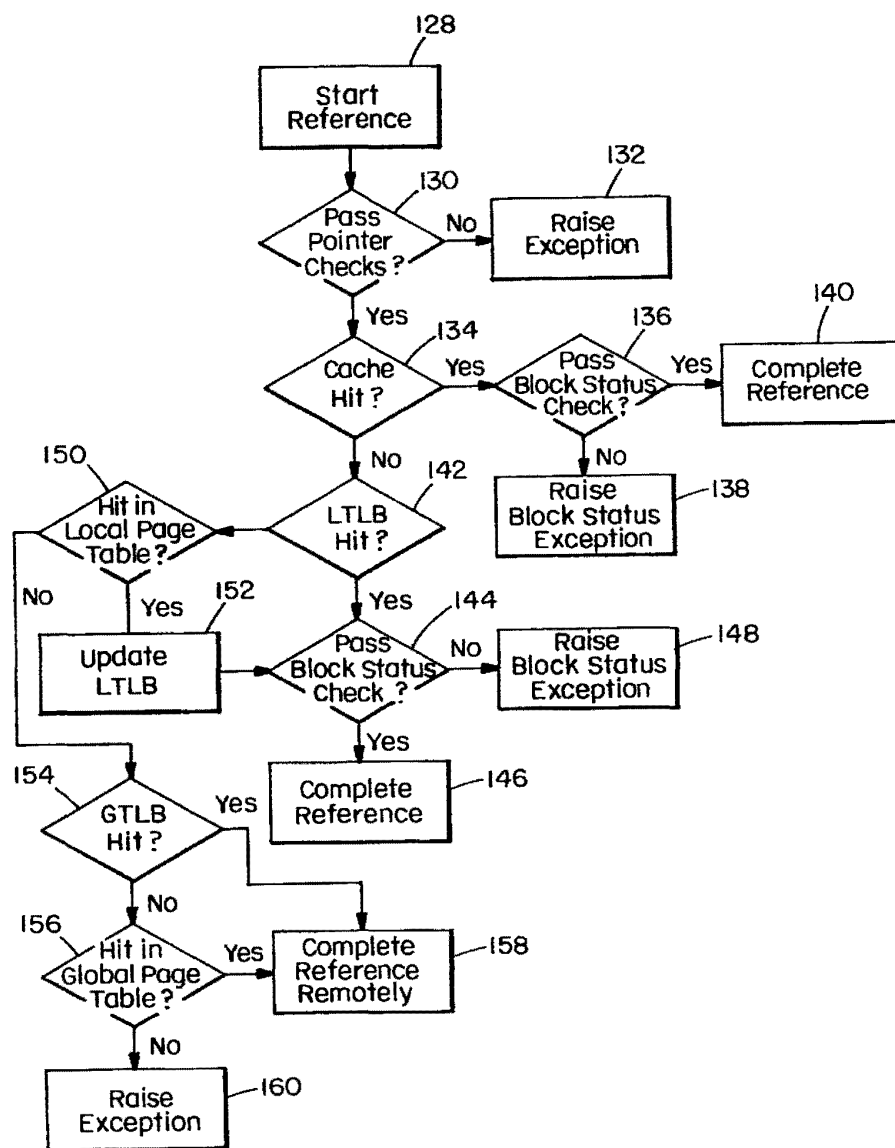 128
Start
Reference
130
132
Pass
Pointer
Checks ?
No
Raise
Exception
Yes
134
136
140
Cache
Hit ?
Yes
Pass
Block Status
Check ?
Yes
Complete
Reference
150
No
142
No
Hit in
Local Page
Table ?
LTLB
Hit ?
Raise
Block Status
Exception
138
No
Yes
152
Yes
144
Update
LTLB
Pass
Block Status
Check ?
No
Raise
Block Status
Exception
148
Yes
154
GTLB
Hit ?
Yes
Complete
Reference
146
No
156
Hit in
Global Page
Table ?
Yes
Complete
Reference
Remotely
158
No
Raise
Exception
160